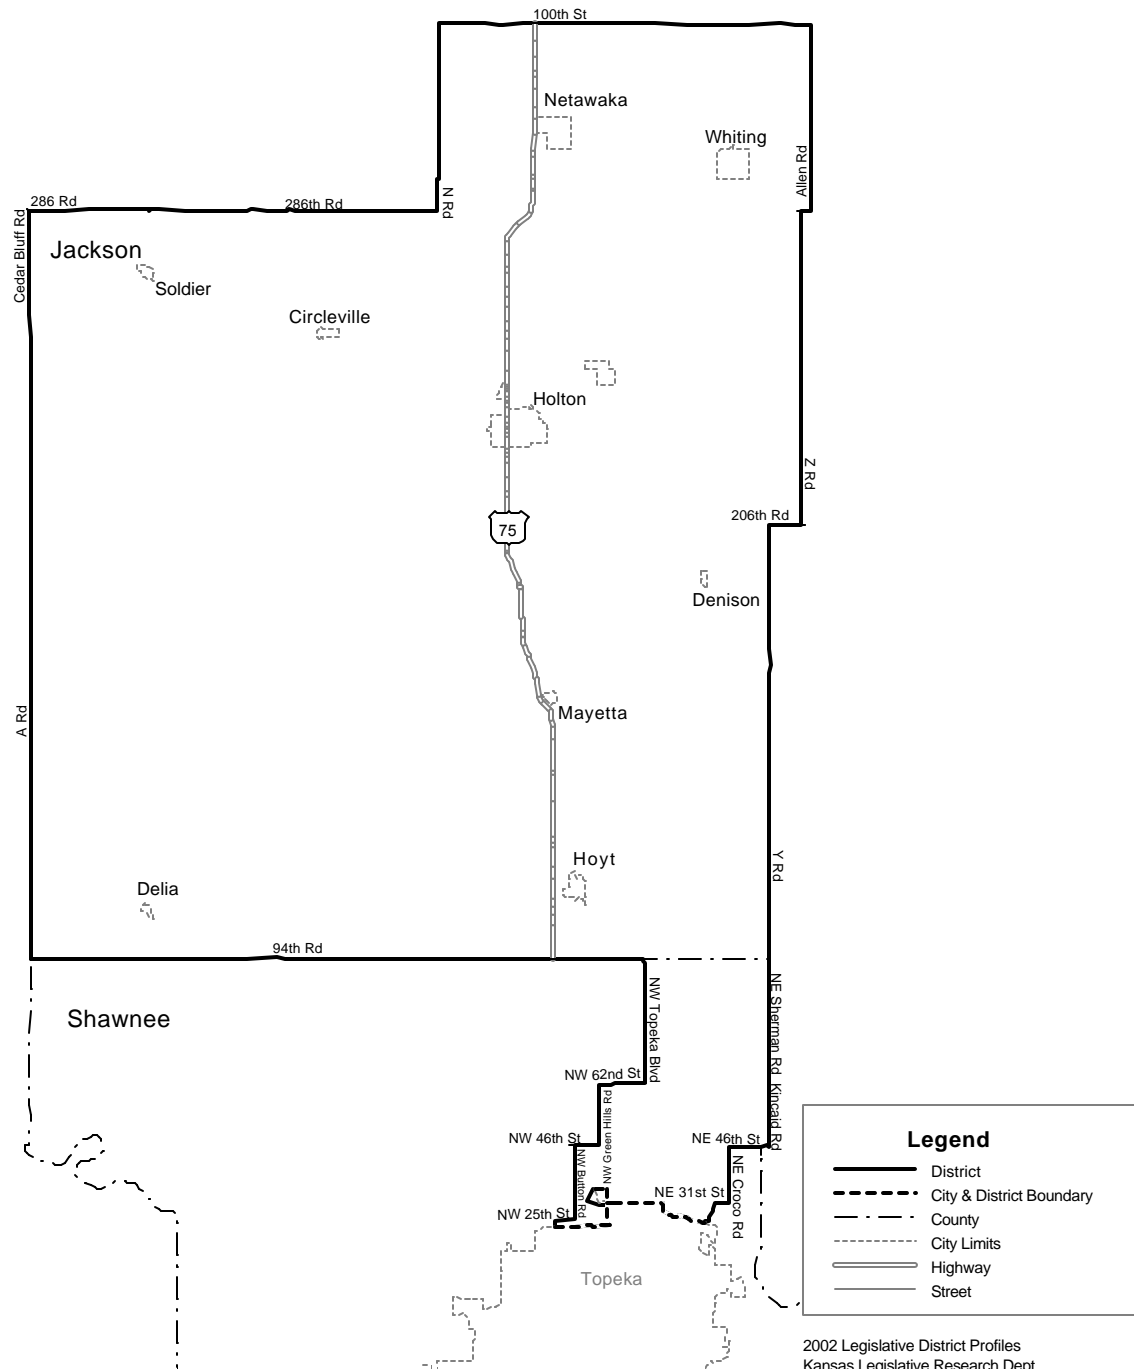 100th St
Netawaka
Whiting
Allen Rd
286 Rd
286th Rd
N Rd
Cedar Bluff Rd
Jackson
Soldier
Circleville
Holton
Z Rd
206th Rd
75
Denison
A Rd
Mayetta
Y Rd
Hoyt
Delia
94th Rd
Shawnee
NW Topeka Blvd
NE Sherman Rd
Kincaid Rd
NW 62nd St
NW Green Hills Rd
NW 46th St
NE 46th St
NW Button Rd
NE Croco Rd
NE 31st St
NW 25th St
Topeka
Legend
District
City & District Boundary
County
City Limits
Highway
Street
2002 Legislative District Profiles
Kansas Legislative Research Dept